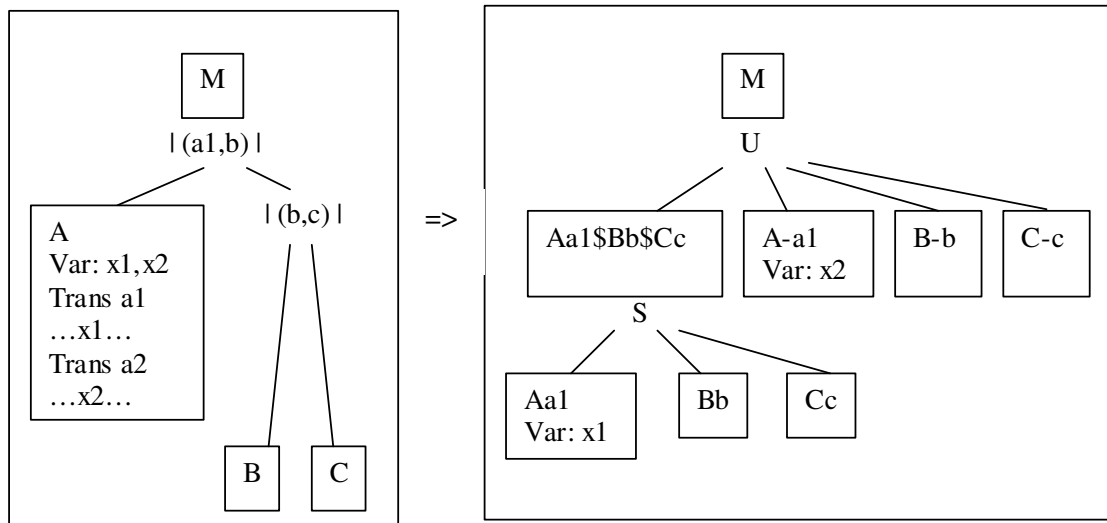 M
| (a1,b) |
| (b,c) |
A
Var: x1,x2
Trans a1
…x1…
Trans a2
…x2…
B
C
=>
M
U
Aa1$Bb$Cc
A-a1
Var: x2
B-b
C-c
S
Aa1
Var: x1
Bb
Cc